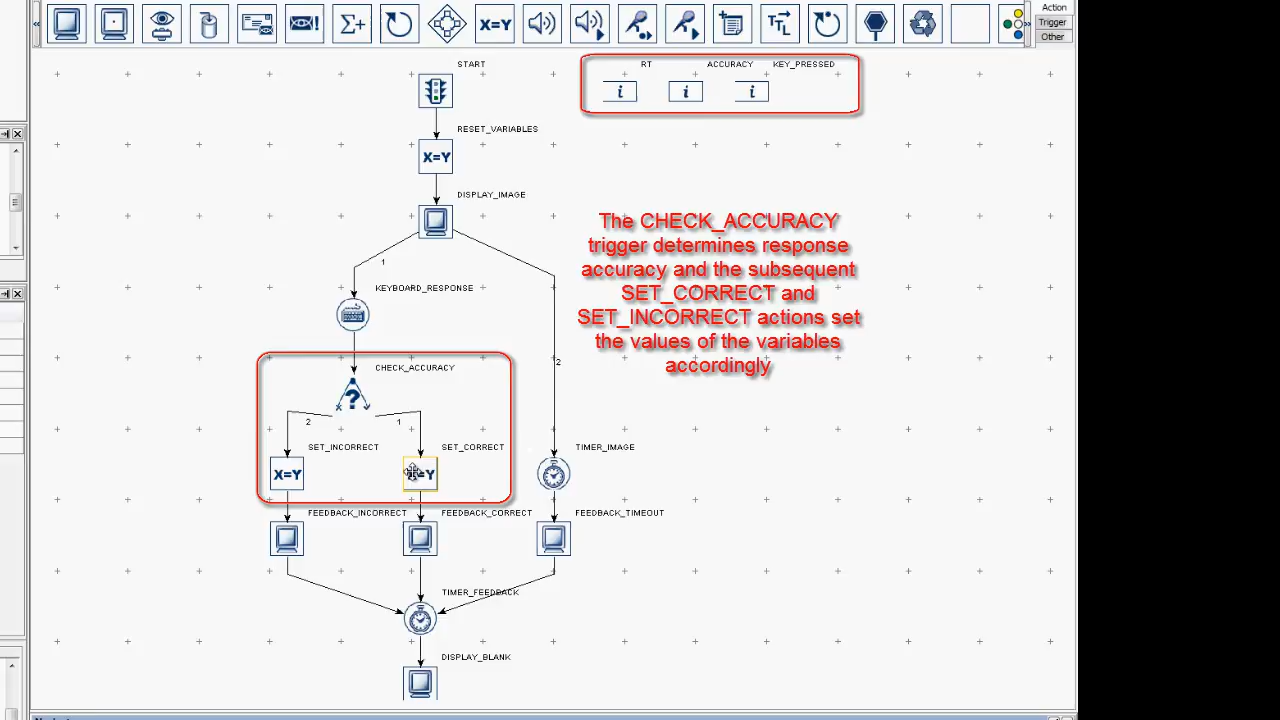 Action
Trigger
Other
X=Y
TTL
START
RT
ACCURACY
KEY_PRESSED
i
i
i
RESET_VARIABLES
X=Y
DISPLAY_IMAGE
The CHECK_ACCURACY
trigger determines response
accuracy and the subsequent
SET_CORRECT and
SET_INCORRECT actions set
the values of the variables
accordingly
1
KEYBOARD_RESPONSE
2
CHECK_ACCURACY
?
2
1
SET_INCORRECT
SET_CORRECT
TIMER_IMAGE
X=Y
=Y
FEEDBACK_INCORRECT
FEEDBACK_CORRECT
FEEDBACK_TIMEOUT
TIMER_FEEDBACK
DISPLAY_BLANK